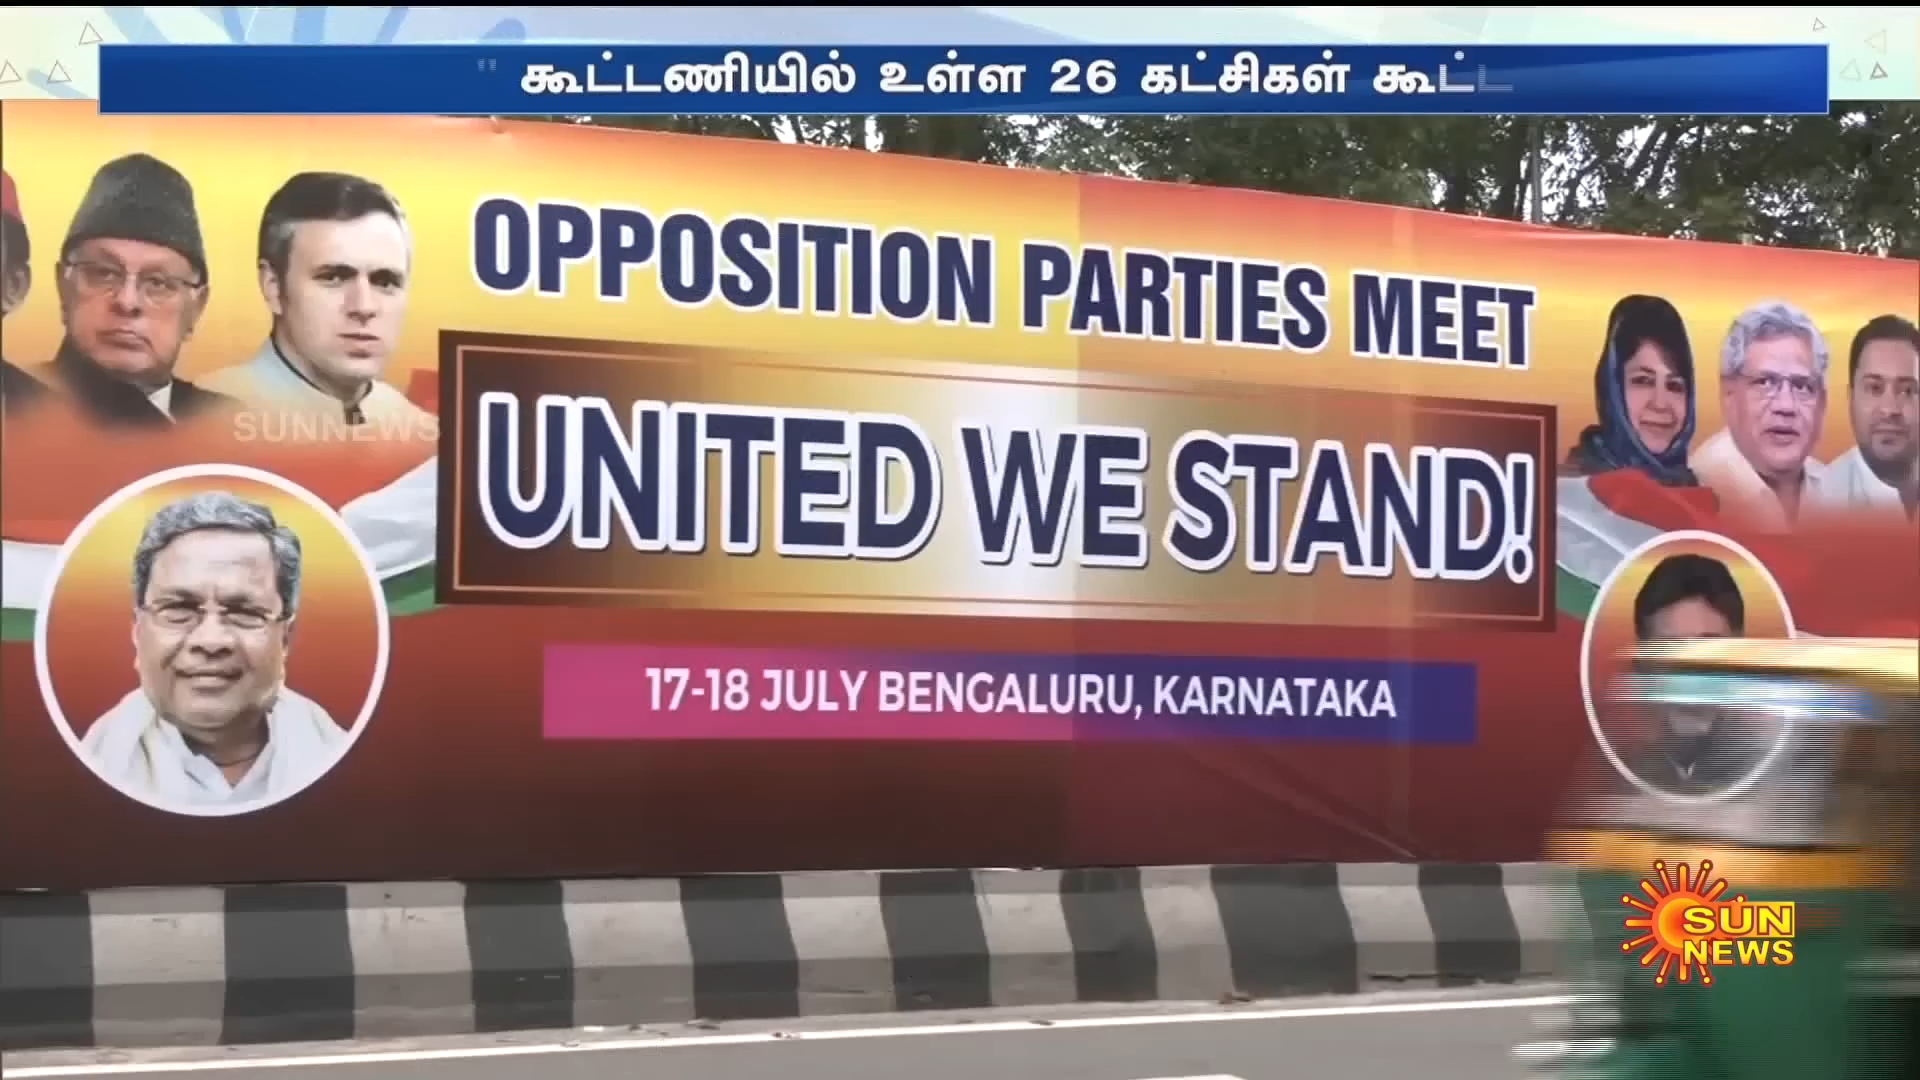 " கூட்டணியில் உள்ள 26 கட்சிகள்
OPPOSITION PARTIES MEET
SUNNEWS
UNITED WE STAND!
17-18 JULY BENGALURU, KARNATAKA
SUN
NEWS